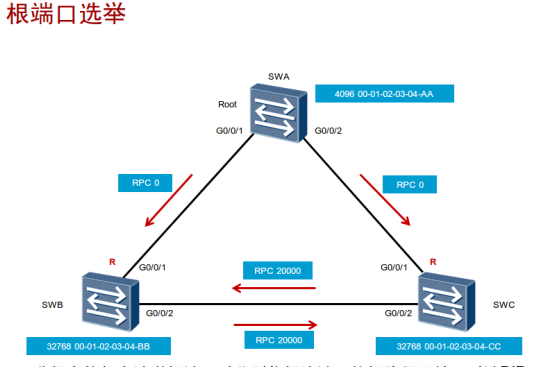 根端口选举
SWA
4096 00-01-02-03-04-AA
Root
G0/0/1
G0/0/2
RPC 0
RPC 0
R
R
G0/0/1
G0/0/1
RPC 20000
SWB
G0/0/2
G0/0/2
SWC
RPC 20000
32768 00-01-02-03-04-BB
32768 00-01-02-03-04-CC